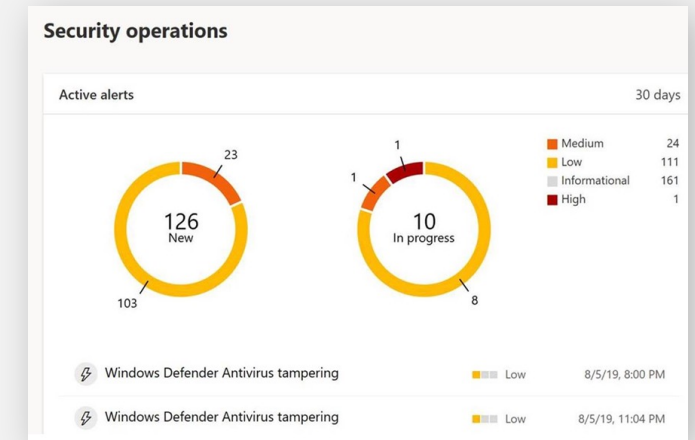 Security operations
Active alerts 30 days
23
126
New
103
1
1
10
In progress
8
Medium 24
Low 111
Informational 161
High 1
Windows Defender Antivirus tampering Low 8/5/19, 8:00 PM
Windows Defender Antivirus tampering Low 8/5/19, 11:04 PM